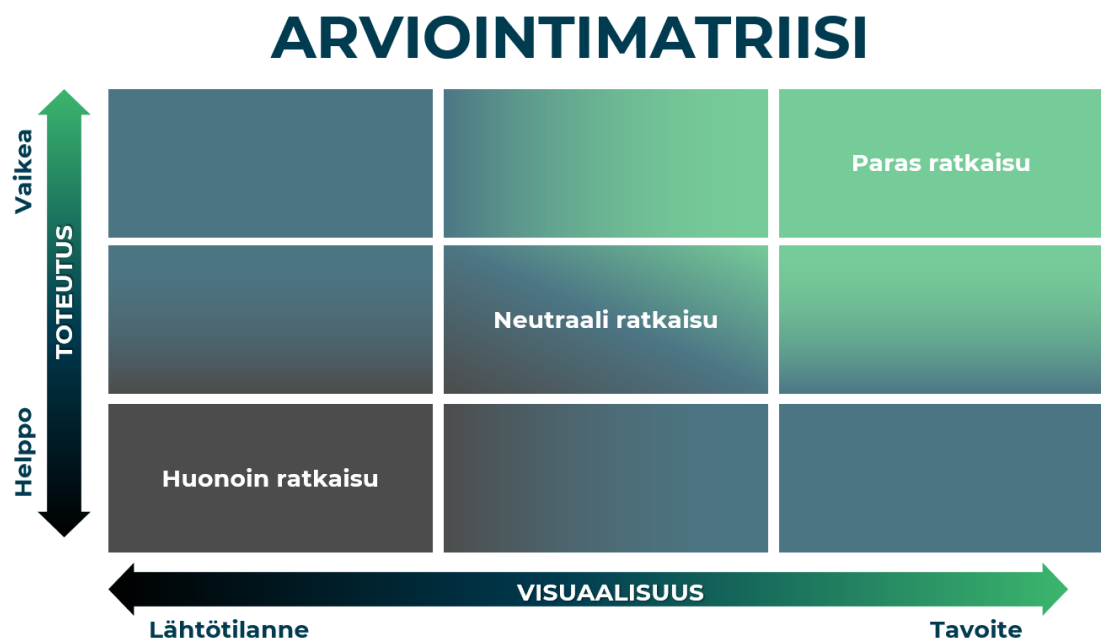 ARVIOINTIMATRIISI
Vaikea
TOTEUTUS
Helppo
Paras ratkaisu
Neutraali ratkaisu
Huonoin ratkaisu
VISUAALISUUS
Lähtötilanne
Tavoite